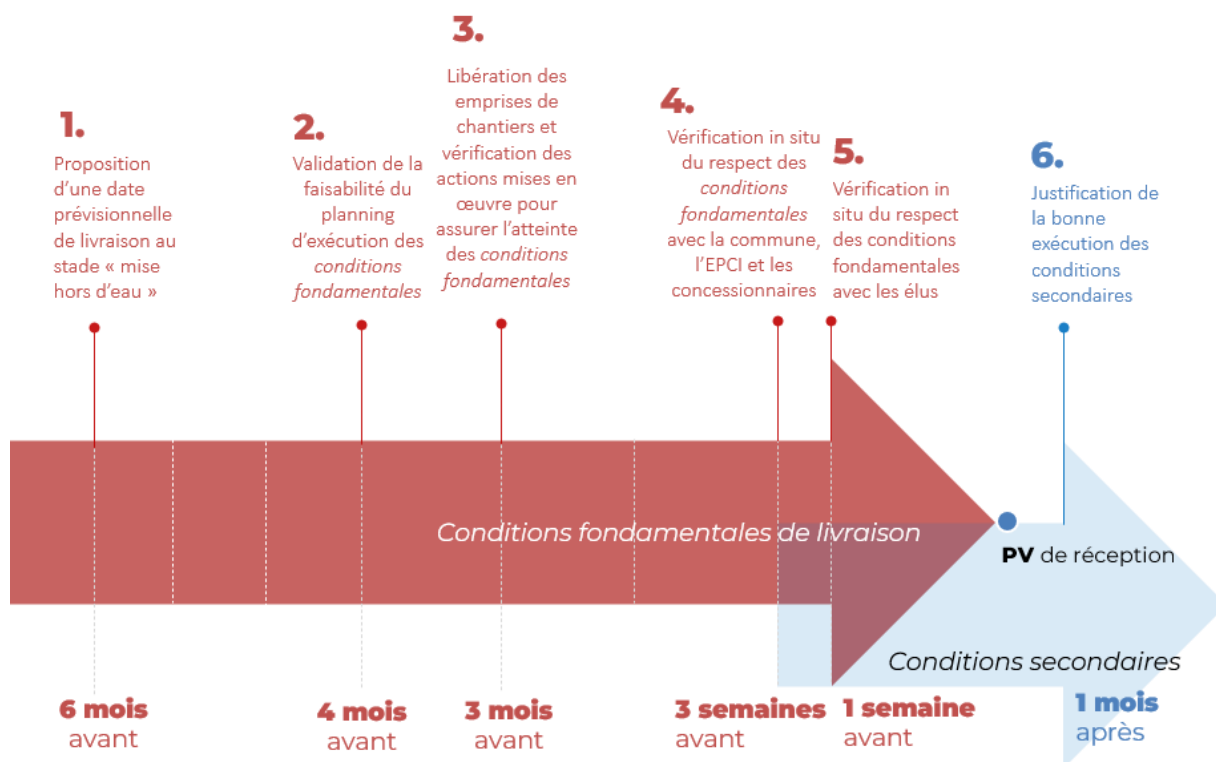 1.
Proposition
d'une date
prévisionnelle
de livraison au
stade « mise
hors d'eau »
2.
Validation de la
faisabilité du
planning
d'exécution des
conditions
fondamentales
3.
Libération des
emprises de
chantiers et
vérification des
actions mises en
œuvre pour
assurer l'atteinte
des conditions
fondamentales
4.
Vérification in situ
du respect des
conditions
fondamentales
avec la commune,
l'EPCI et les
concessionnaires
5.
Vérification in
situ du respect
des conditions
fondamentales
avec les élus
6.
Justification de
la bonne
exécution des
conditions
secondaires
Conditions fondamentales de livraison
PV de réception
Conditions secondaires
6 mois
avant
4 mois
avant
3 mois
avant
3 semaines
avant
1 semaine
avant
1 mois
après